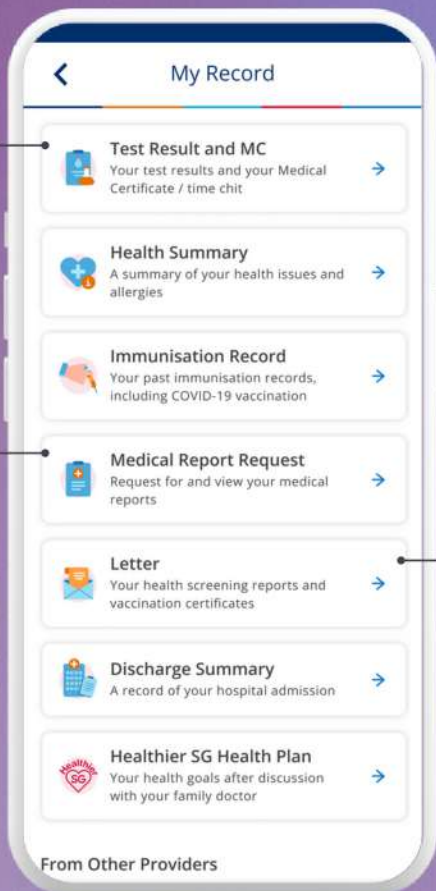 My Record
Test Result and MC
Your test results and your Medical
Certificate / time chit
Health Summary
A summary of your health issues and
allergies
Immunisation Record
Your past immunisation records,
including COVID-19 vaccination
Medical Report Request
Request for and view your medical
reports
Letter
Your health screening reports and
vaccination certificates
Discharge Summary
A record of your hospital admission
Healthier
SG
Healthier SG Health Plan
Your health goals after discussion
with your family doctor
From Other Providers